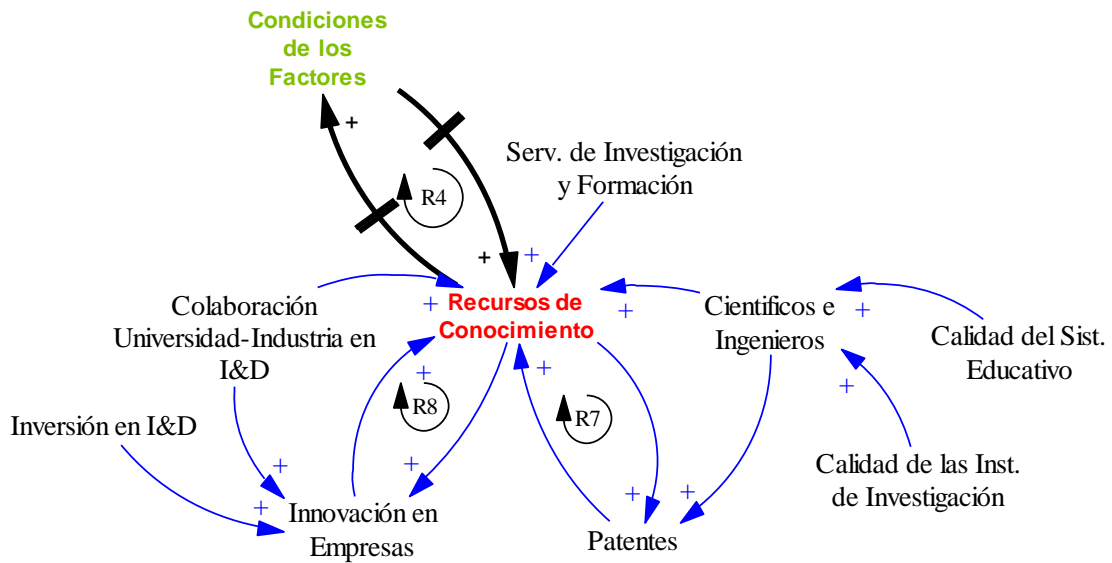 Condiciones
de los
Factores
+
R4
Serv. de Investigación
y Formación
+
+
Colaboración
Universidad-Industria en
I&D
+
Recursos de
Conocimiento
+
Cientificos e
Ingenieros
+
Calidad del Sist.
Educativo
+
R8
+
R7
+
Inversión en I&D
+
+
+
Innovación en
Empresas
+
+
Patentes
Calidad de las Inst.
de Investigación